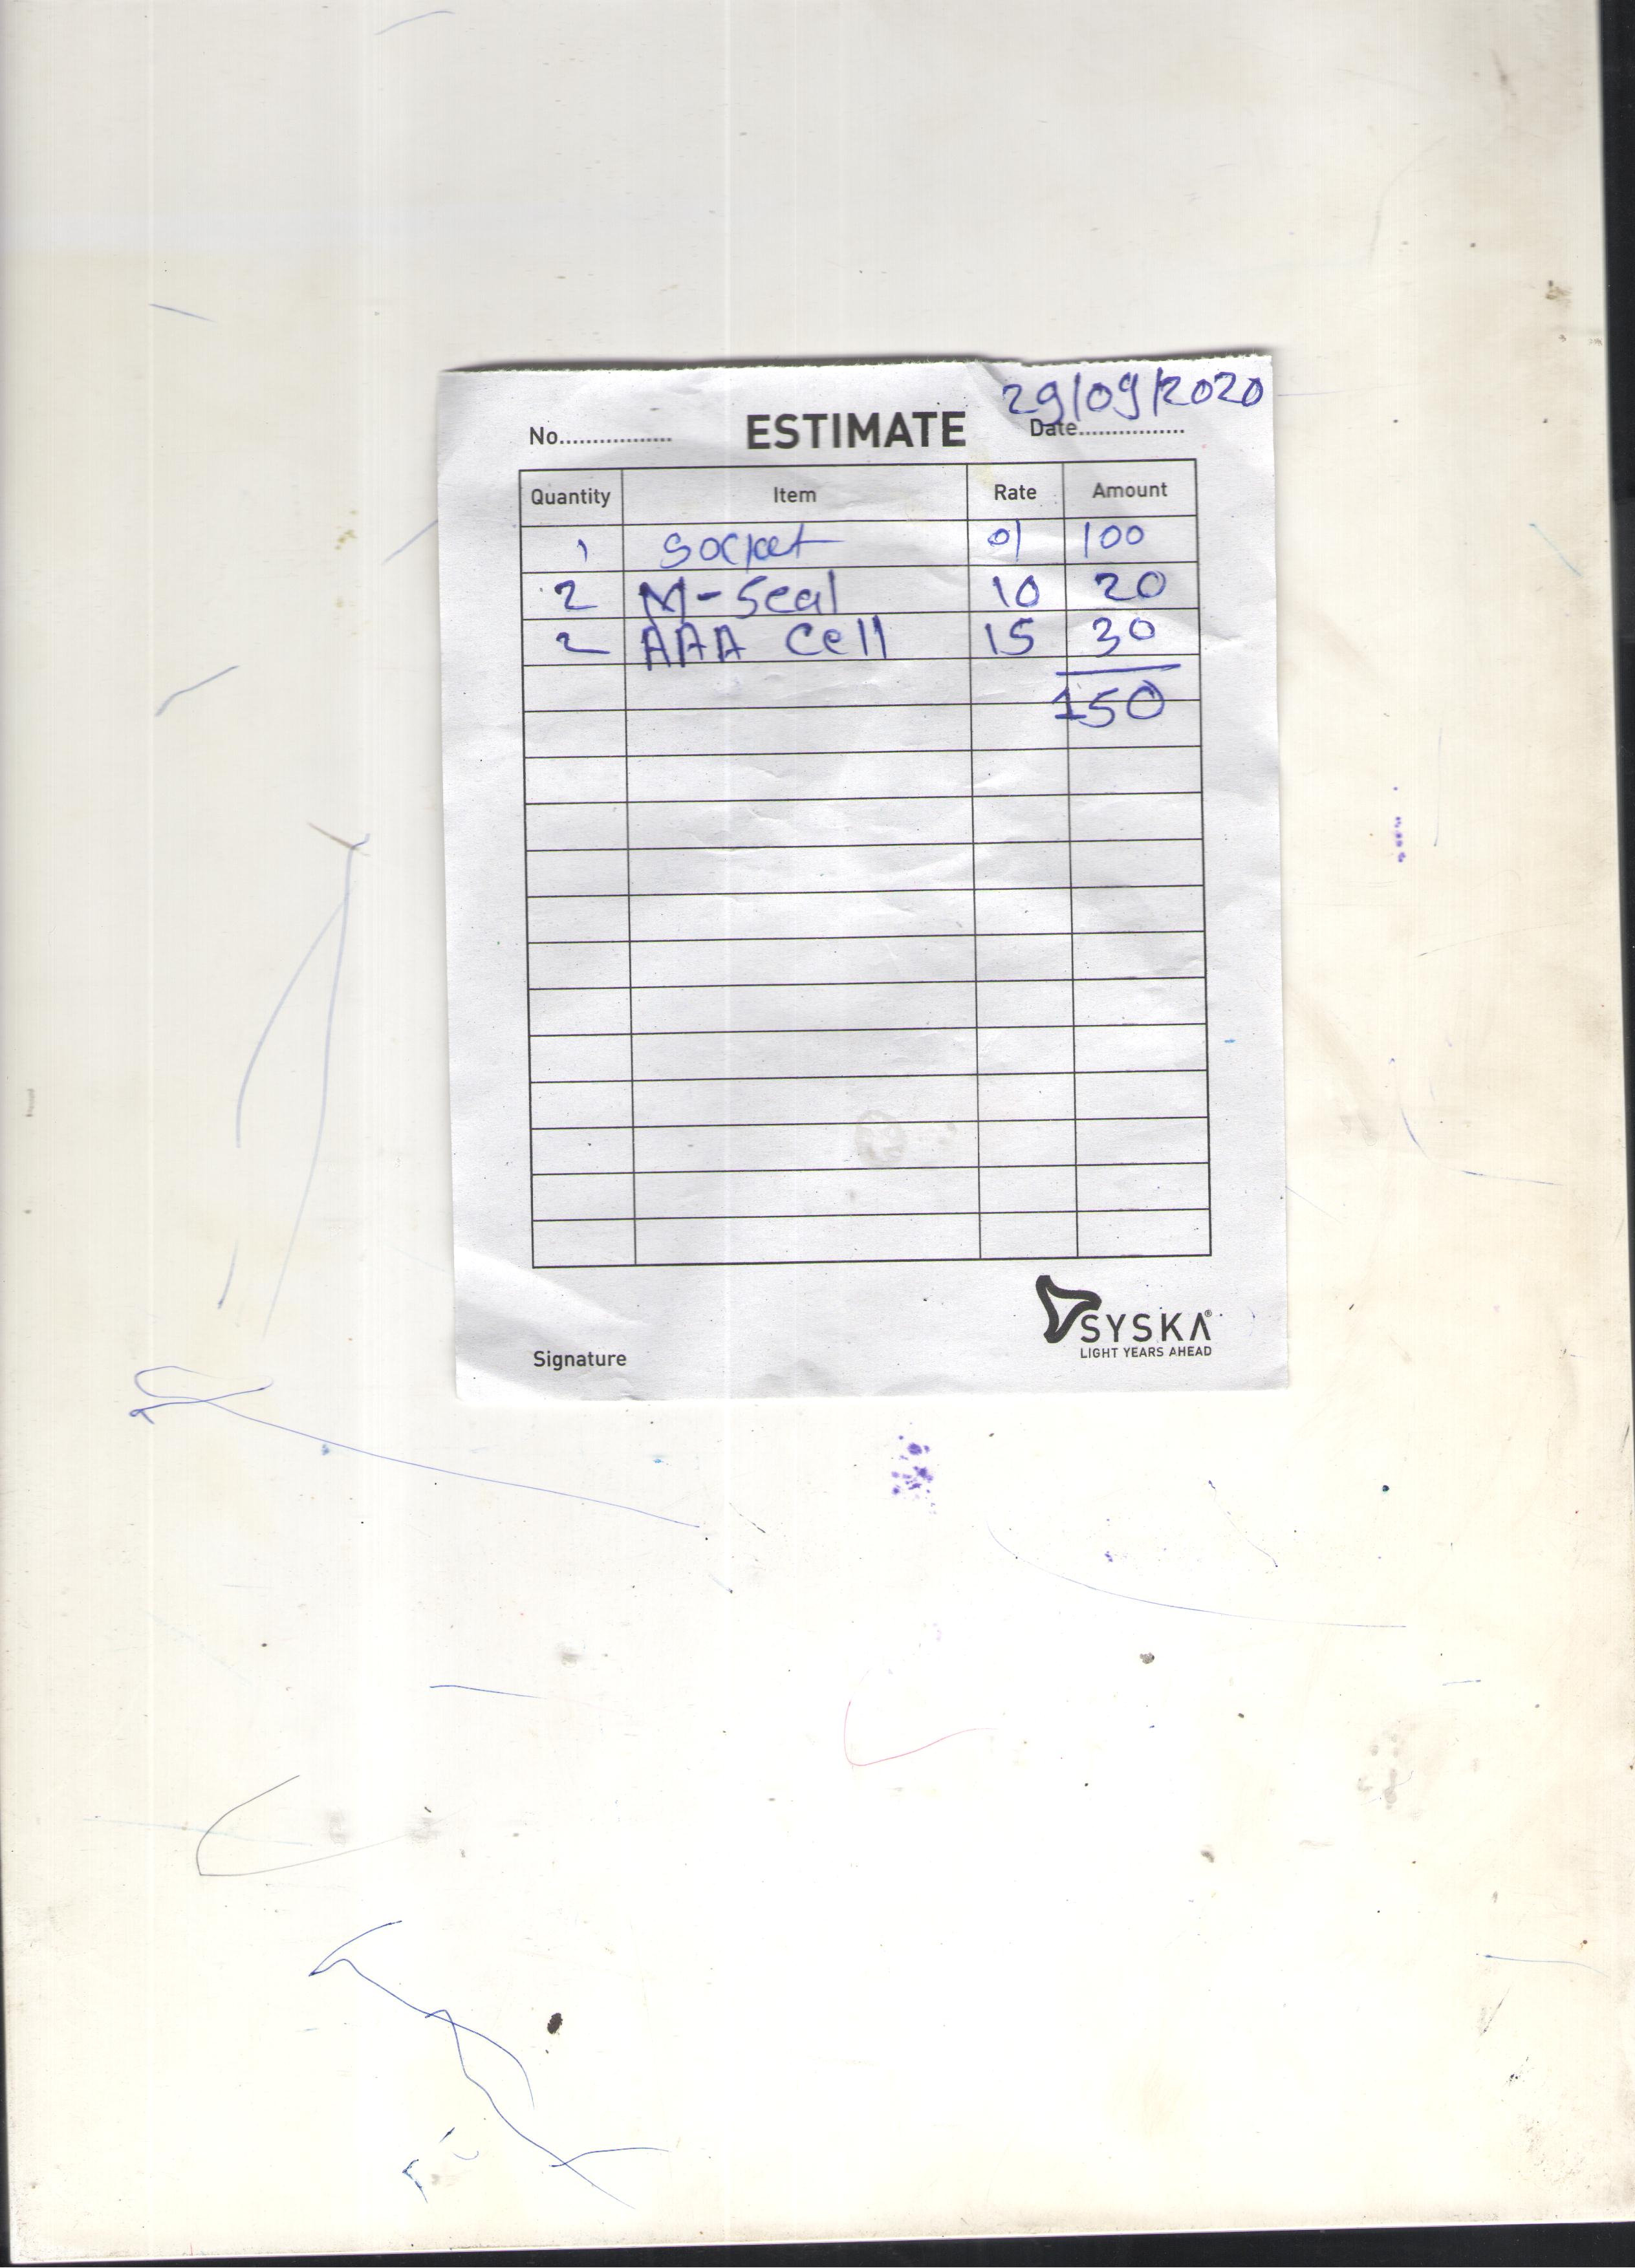 29/09/2020
No................. ESTIMATE Date................
Quantity Item Rate Amount
1 Socket 01 100
2 M-Seal 10 20
2 AAA Cell 15 30
150
SYSKA®
LIGHT YEARS AHEAD
Signature